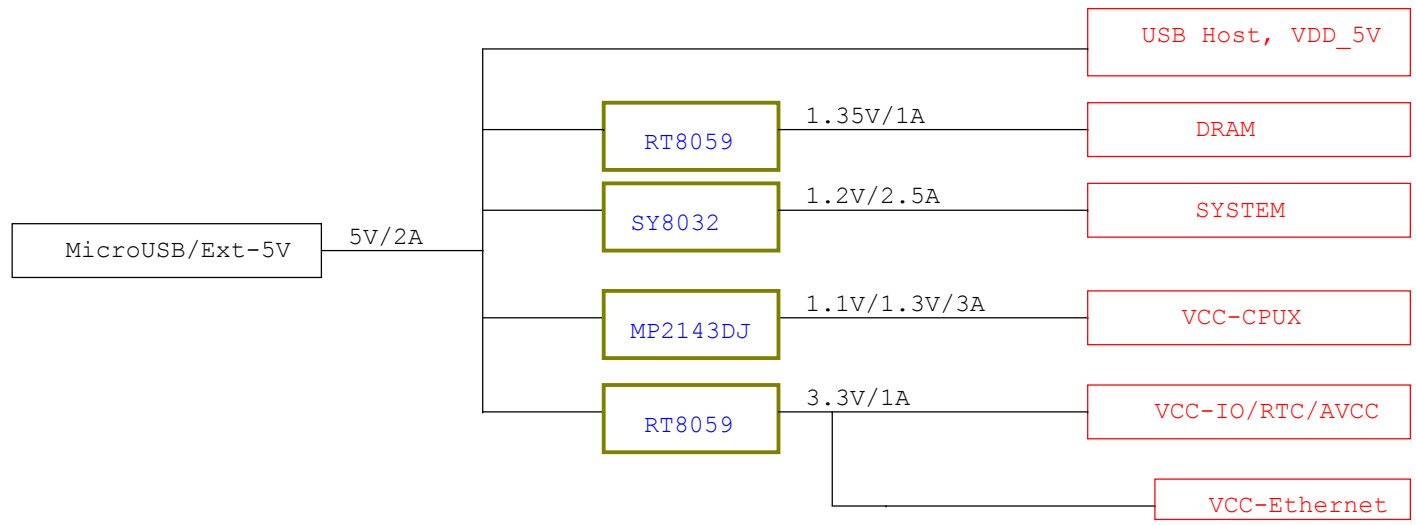 USB Host, VDD_5V
1.35V/1A
RT8059
DRAM
1.2V/2.5A
SY8032
SYSTEM
MicroUSB/Ext-5V
5V/2A
1.1V/1.3V/3A
MP2143DJ
VCC-CPUX
3.3V/1A
RT8059
VCC-IO/RTC/AVCC
VCC-Ethernet